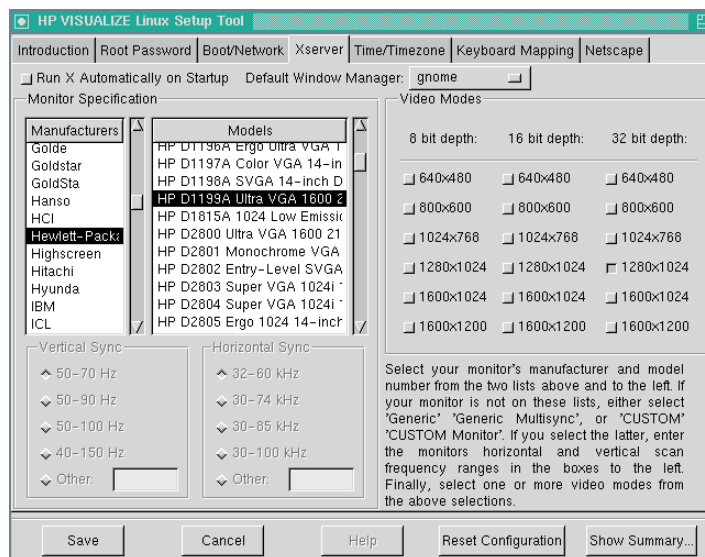 HP VISUALIZE Linux Setup Tool
Introduction Root Password Boot/Network Xserver Time/Timezone Keyboard Mapping Netscape
Run X Automatically on Startup Default Window Manager: gnome
Monitor Specification
Manufacturers
Golde
Goldstar
GoldSta
Hanso
HCI
Hewlett-Packa
Highscreen
Hitachi
Hyunda
IBM
ICL
Models
HP D1196A Ergo Ultra VGA 1
HP D1197A Color VGA 14-in
HP D1198A SVGA 14-inch D
HP D1199A Ultra VGA 1600 2
HP D1815A 1024 Low Emissic
HP D2800 Ultra VGA 1600 21
HP D2801 Monochrome VGA
HP D2802 Entry-Level SVGA
HP D2803 Super VGA 1024i
HP D2804 Super VGA 1024i
HP D2805 Ergo 1024 14-inch
Vertical Sync
50-70 Hz
50-90 Hz
50-100 Hz
40-150 Hz
Other:
Horizontal Sync
32-60 kHz
30-74 kHz
30-85 kHz
30-100 kHz
Other:
Video Modes
8 bit depth: 16 bit depth: 32 bit depth:
640x480 640x480 640x480
800x600 800x600 800x600
1024x768 1024x768 1024x768
1280x1024 1280x1024 1280x1024
1600x1024 1600x1024 1600x1024
1600x1200 1600x1200 1600x1200
Select your monitor's manufacturer and model
number from the two lists above and to the left. If
your monitor is not on these lists, either select
'Generic' 'Generic Multisync', or 'CUSTOM'
'CUSTOM Monitor'. If you select the latter, enter
the monitors horizontal and vertical scan
frequency ranges in the boxes to the left.
Finally, select one or more video modes from
the above selections.
Save Cancel Help Reset Configuration Show Summary...